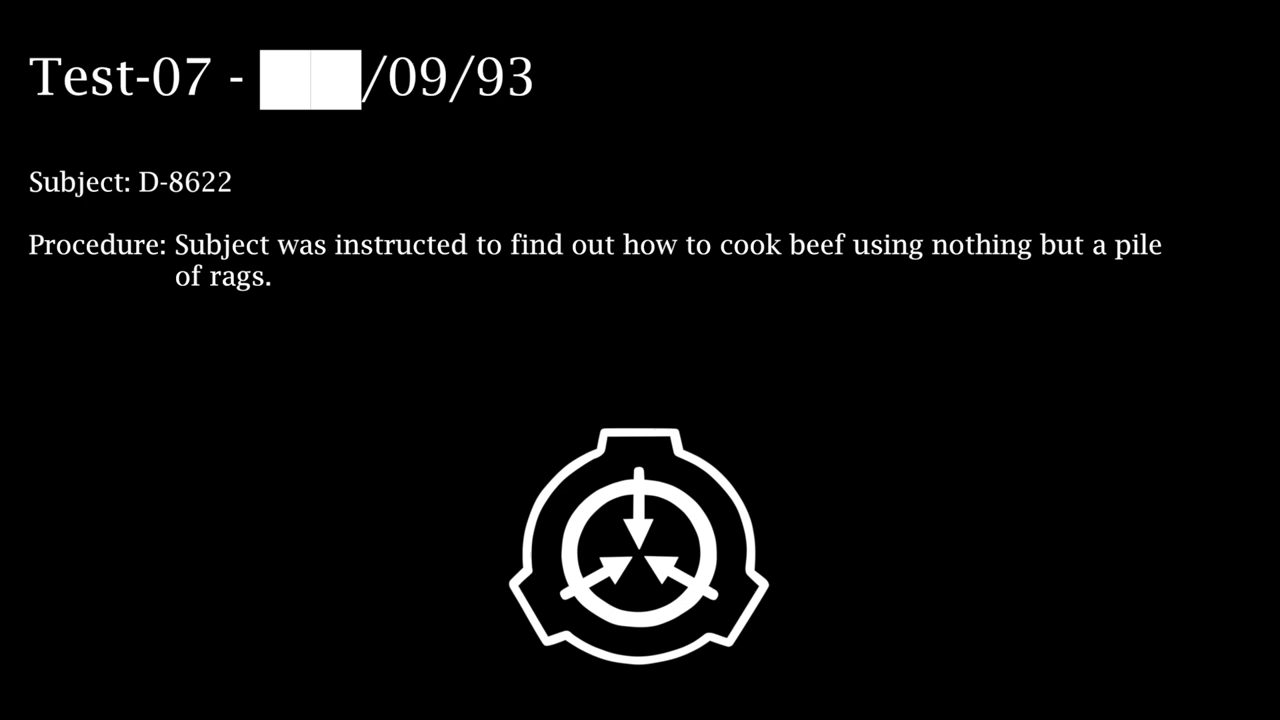 Test-07 - ██/09/93
Subject: D-8622
Procedure: Subject was instructed to find out how to cook beef using nothing but a pile
of rags.